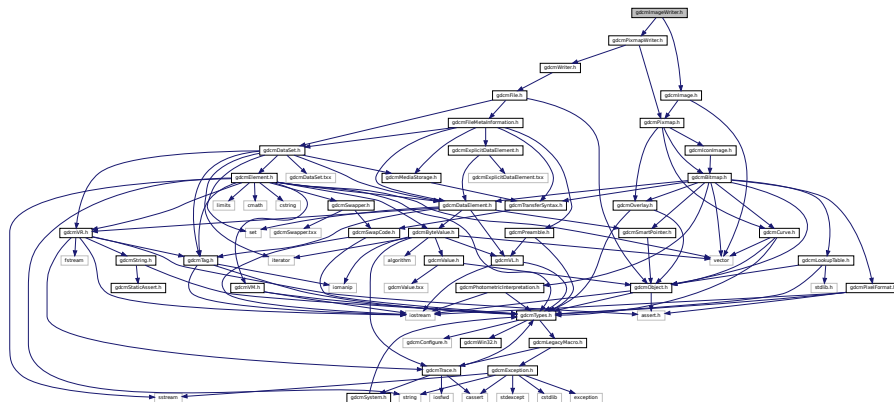 gdcmImageWriter.h
gdcmPixmapWriter.h
gdcmWriter.h
gdcmFile.h
gdcmImage.h
gdcmFileMetaInformation.h
gdcmPixmap.h
gdcmDataSet.h
gdcmExplicitDataElement.h
gdcmIconImage.h
gdcmElement.h
gdcmDataSet.txx
gdcmMediaStorage.h
gdcmExplicitDataElement.txx
gdcmBitmap.h
limits
cmath
cstring
gdcmSwapper.h
gdcmDataElement.h
gdcmTransferSyntax.h
gdcmOverlay.h
gdcmVR.h
set
gdcmSwapper.txx
gdcmSwapCode.h
gdcmByteValue.h
gdcmPreamble.h
gdcmSmartPointer.h
vector
gdcmCurve.h
fstream
gdcmString.h
gdcmTag.h
iterator
algorithm
gdcmValue.h
gdcmVL.h
gdcmLookupTable.h
gdcmStaticAssert.h
gdcmVM.h
iomanip
gdcmValue.txx
gdcmPhotometricInterpretation.h
gdcmObject.h
stdlib.h
gdcmPixelFormat.h
iostream
gdcmTypes.h
assert.h
gdcmConfigure.h
gdcmWin32.h
gdcmLegacyMacro.h
gdcmTrace.h
gdcmException.h
sstream
gdcmSystem.h
string
iosfwd
cassert
stdexcept
cstdlib
exception